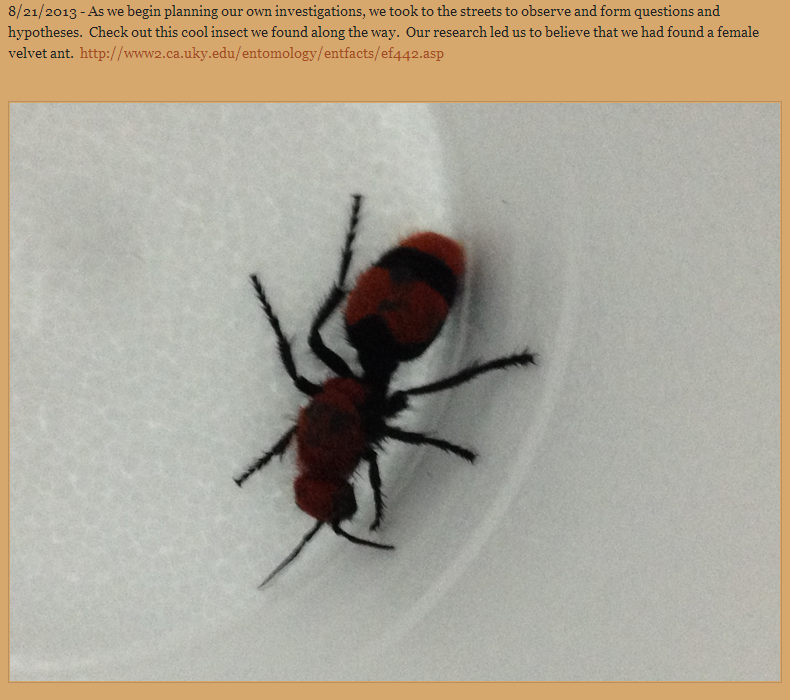 8/21/2013 - As we begin planning our own investigations, we took to the streets to observe and form questions and
hypotheses.  Check out this cool insect we found along the way.  Our research led us to believe that we had found a female
velvet ant.  http://www2.ca.uky.edu/entomology/entfacts/ef442.asp